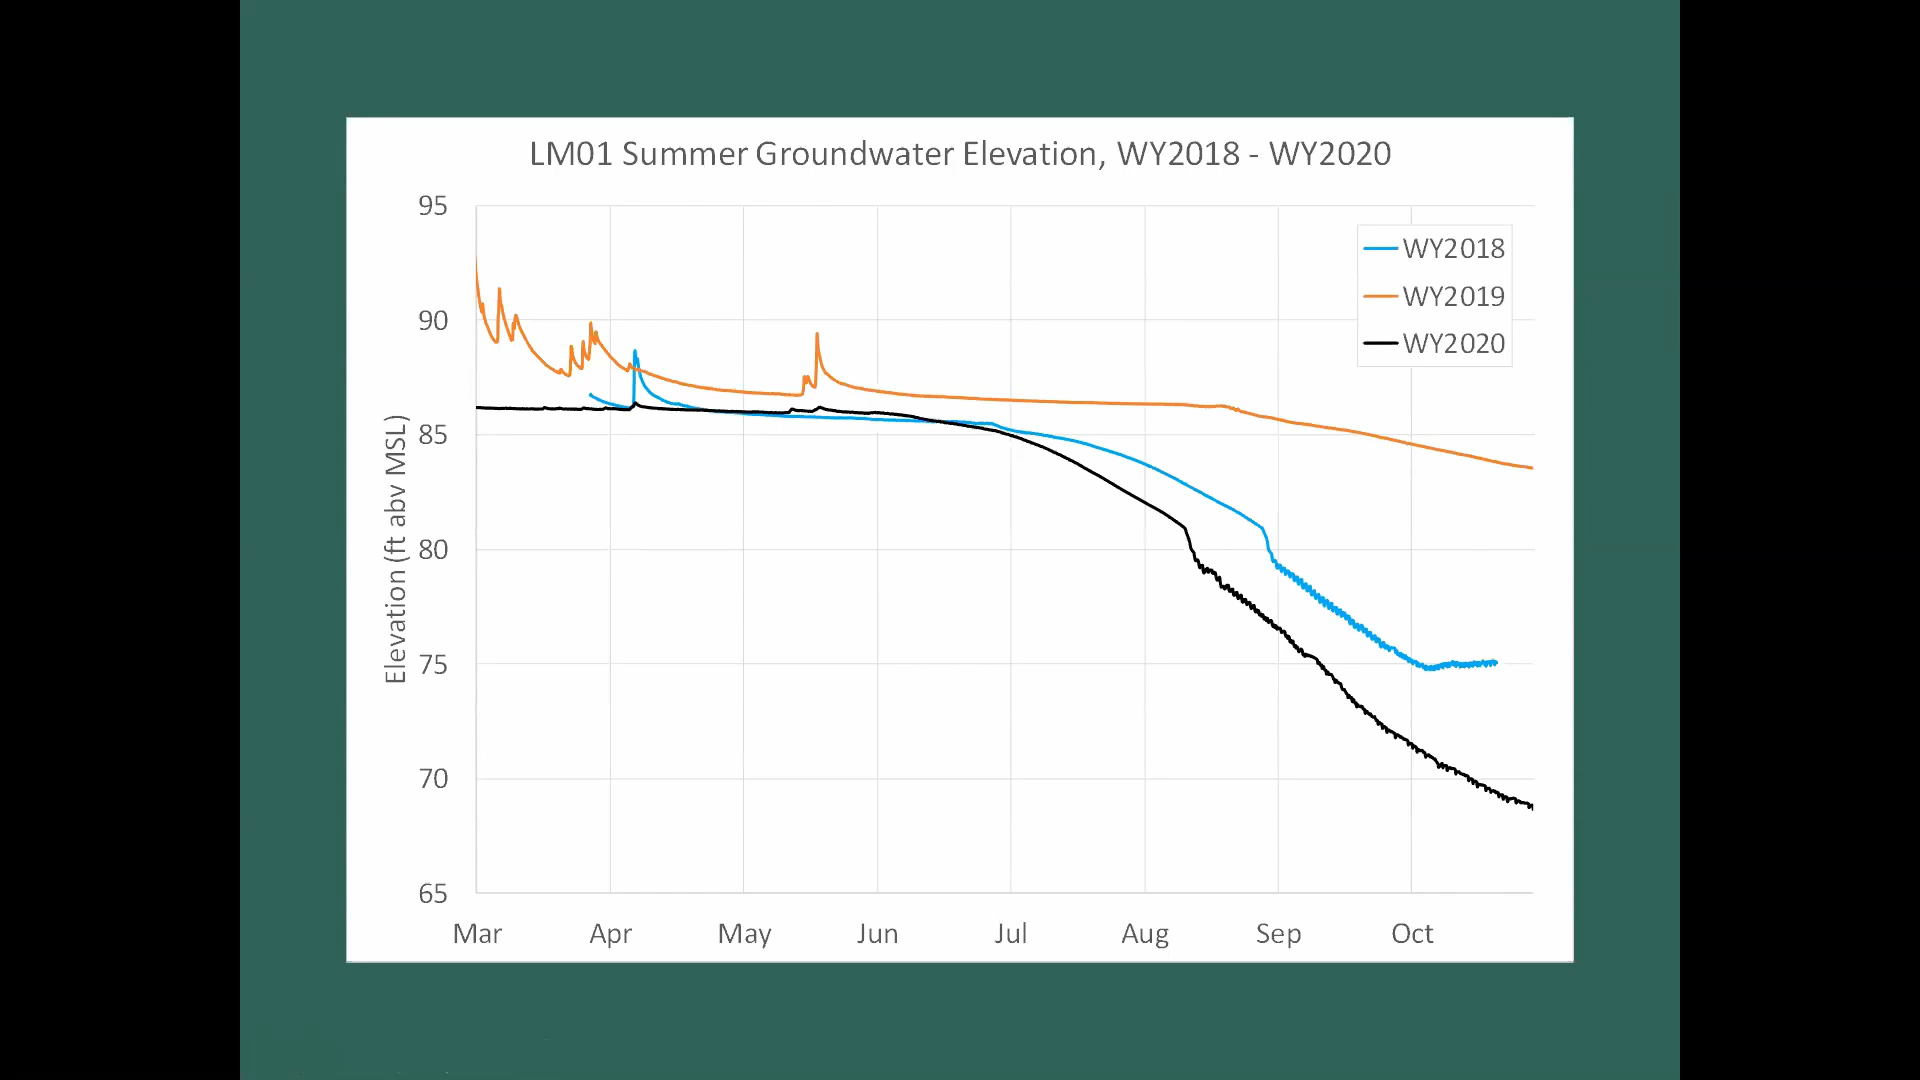 LM01 Summer Groundwater Elevation, WY2018 - WY2020
95
90
85
80
75
70
65
Elevation (ft abv MSL)
WY2018
WY2019
WY2020
Mar Apr May Jun Jul Aug Sep Oct